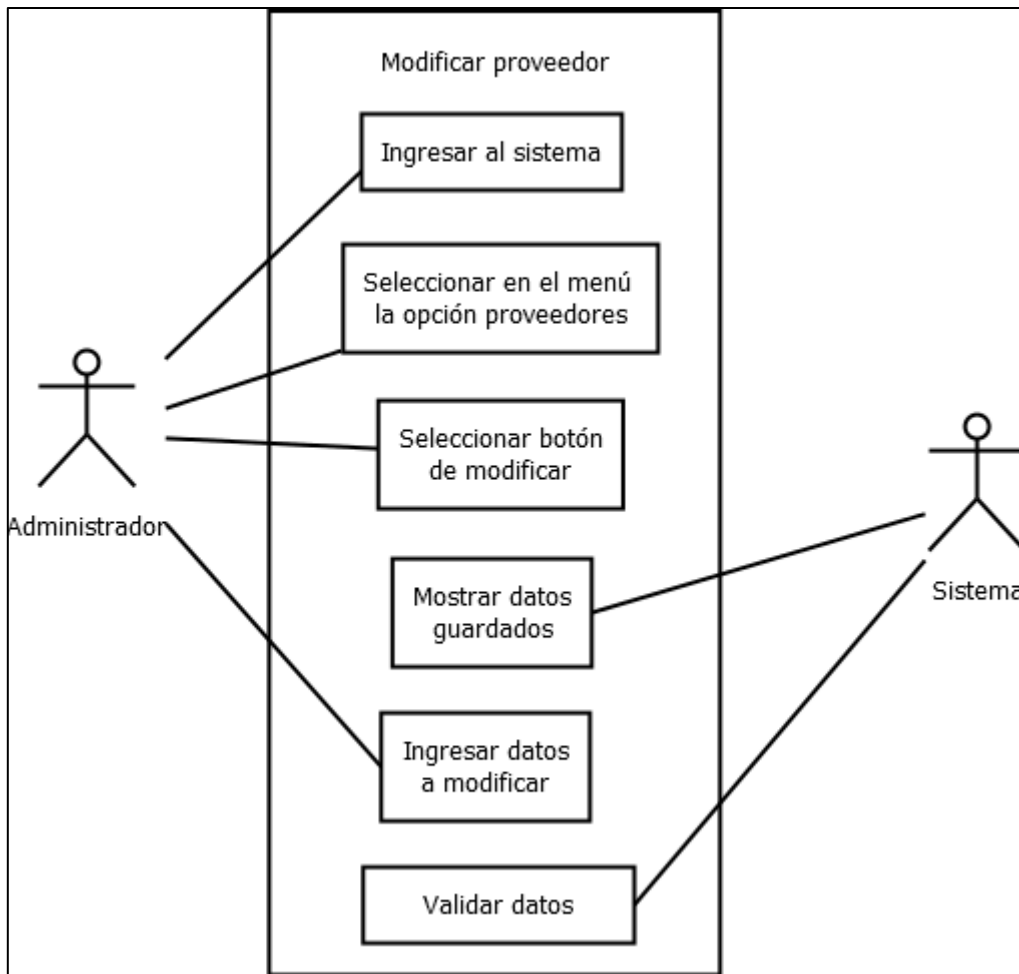 Modificar proveedor
Ingresar al sistema
Seleccionar en el menú
la opción proveedores
Seleccionar botón
de modificar
Administrador
Mostrar datos
guardados
Sistema
Ingresar datos
a modificar
Validar datos